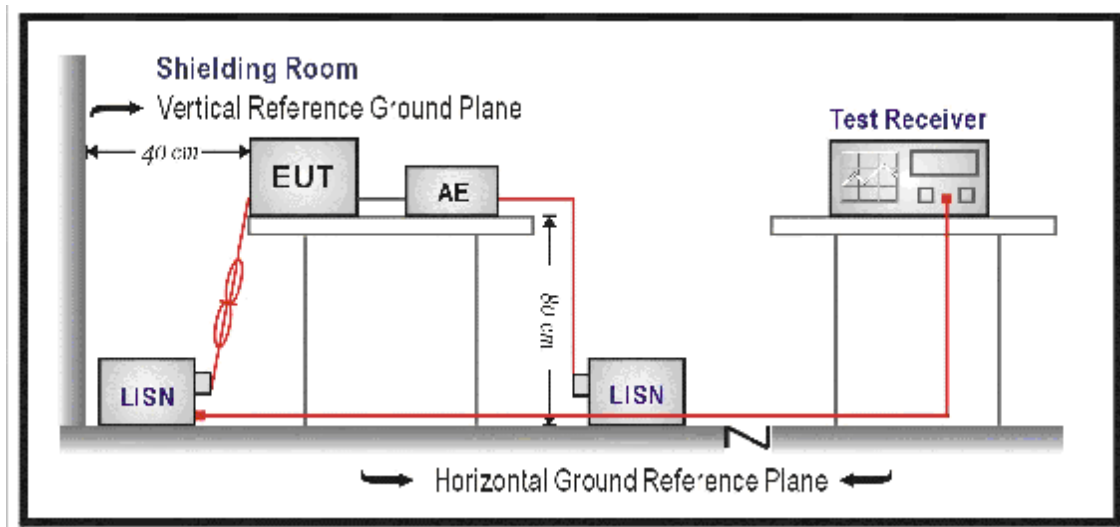 Shielding Room
Vertical Reference Ground Plane
Test Receiver
40 cm
EUT
AE
80 cm
LISN
LISN
Horizontal Ground Reference Plane